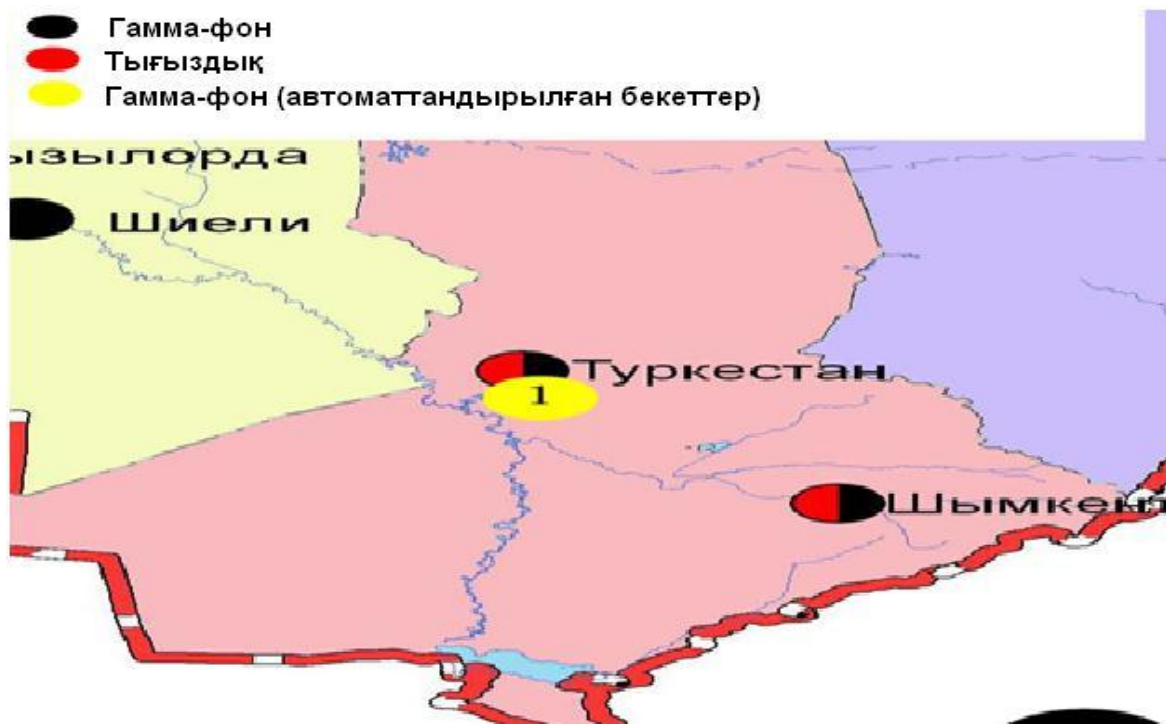 Гамма-фон
Тығыздық
Гамма-фон (автоматтандырылған бекеттер)
ызылорда
Шиели
Туркестан
1
Шымкент